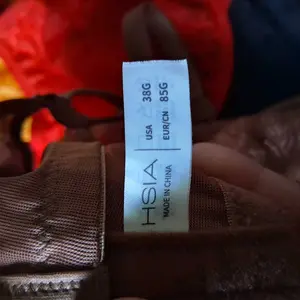 USA 38G
EUR/CN 85G
HSIA
MADE IN CHINA